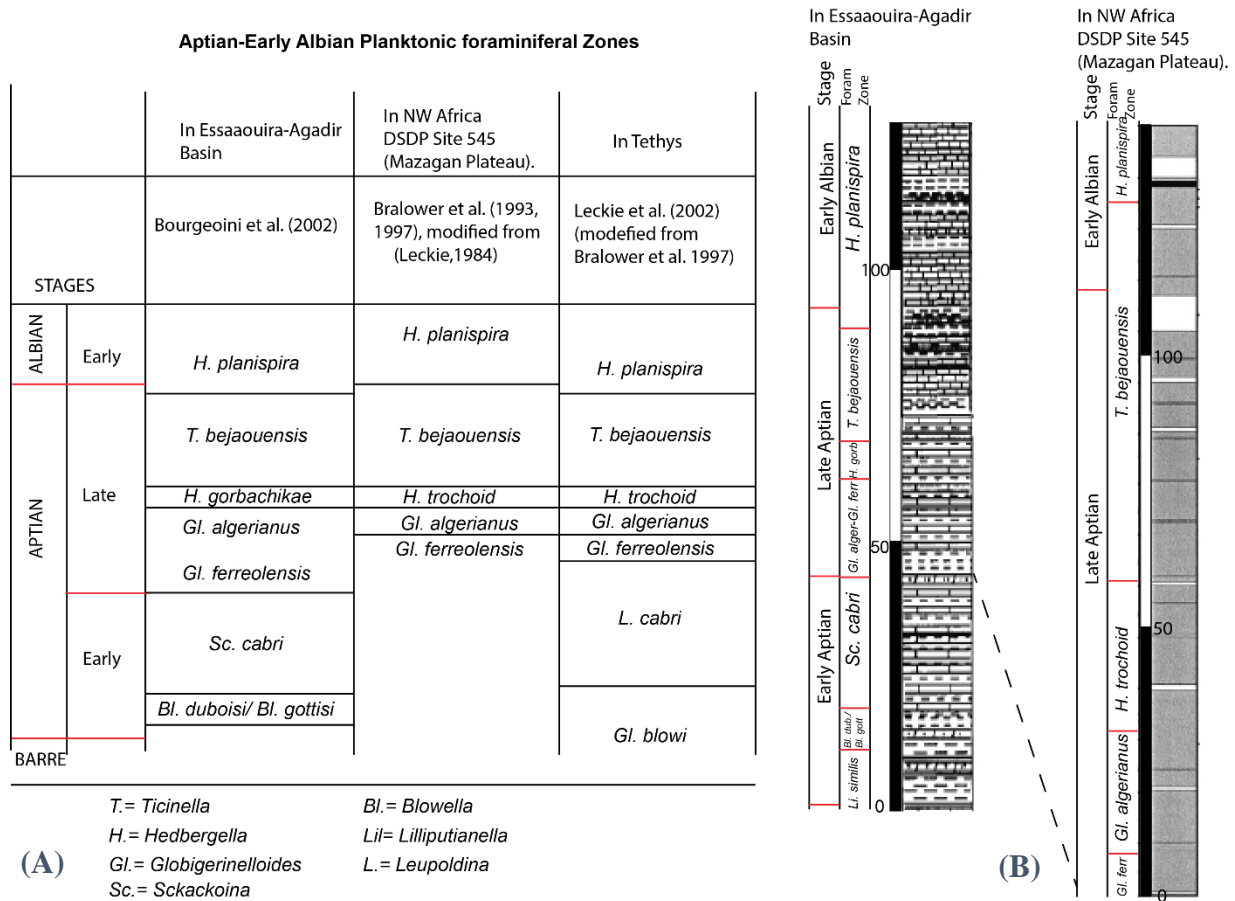 Aptian-Early Albian Planktonic foraminiferal Zones
In Essaaouira-Agadir
Basin
In NW Africa
DSDP Site 545
(Mazagan Plateau).
In Tethys
STAGES
Bourgeoini et al. (2002)
Bralower et al. (1993,
1997), modified from
(Leckie,1984)
Leckie et al. (2002)
(modefied from
Bralower et al. 1997)
ALBIAN
Early
H. planispira
H. planispira
H. planispira
APTIAN
Late
T. bejaouensis
T. bejaouensis
T. bejaouensis
H. gorbachikae
H. trochoid
H. trochoid
Gl. algerianus
Gl. algerianus
Gl. algerianus
Gl. ferreolensis
Gl. ferreolensis
Gl. ferreolensis
Early
Sc. cabri
L. cabri
Bl. duboisi/ Bl. gottisi
Gl. blowi
BARRE
T.= Ticinella
H.= Hedbergella
Gl.= Globigerinelloides
Sc.= Sckackoina
Bl.= Blowella
Lil= Lilliputianella
L.= Leupoldina
(A)
In Essaaouira-Agadir
Basin
Stage
Foram
Zone
Early Albian
H. planispira
100
Late Aptian
T. bejaouensis
H. gorb
Gl. alger-Gl. ferr
50
Early Aptian
Sc. cabri
Bl. dub./
Bl. gott
Li. similis
0
In NW Africa
DSDP Site 545
(Mazagan Plateau).
Stage
Foram
Zone
Early Albian
H. planispira
Late Aptian
T. bejaouensis
100
50
H. trochoid
Gl. algerianus
Gl. ferr
0
(B)